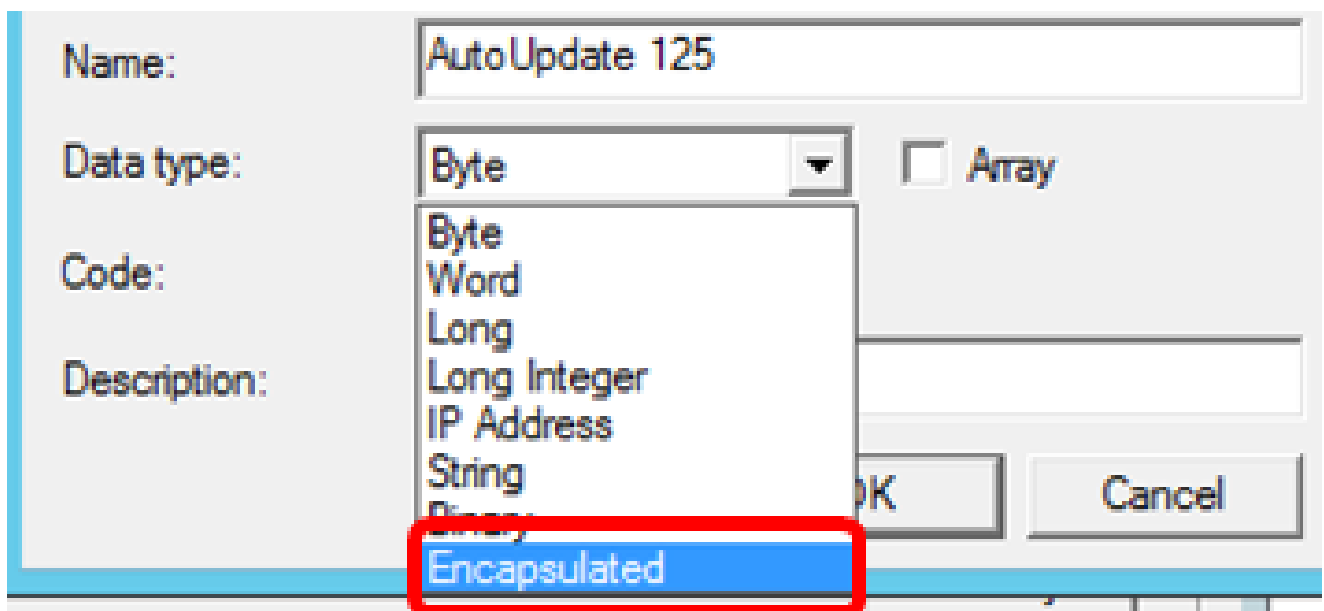 Name: AutoUpdate 125
Data type: Byte Array
Byte
Code:
Word
Long
Long Integer
Description:
IP Address
String
Binary
Cancel
Encapsulated